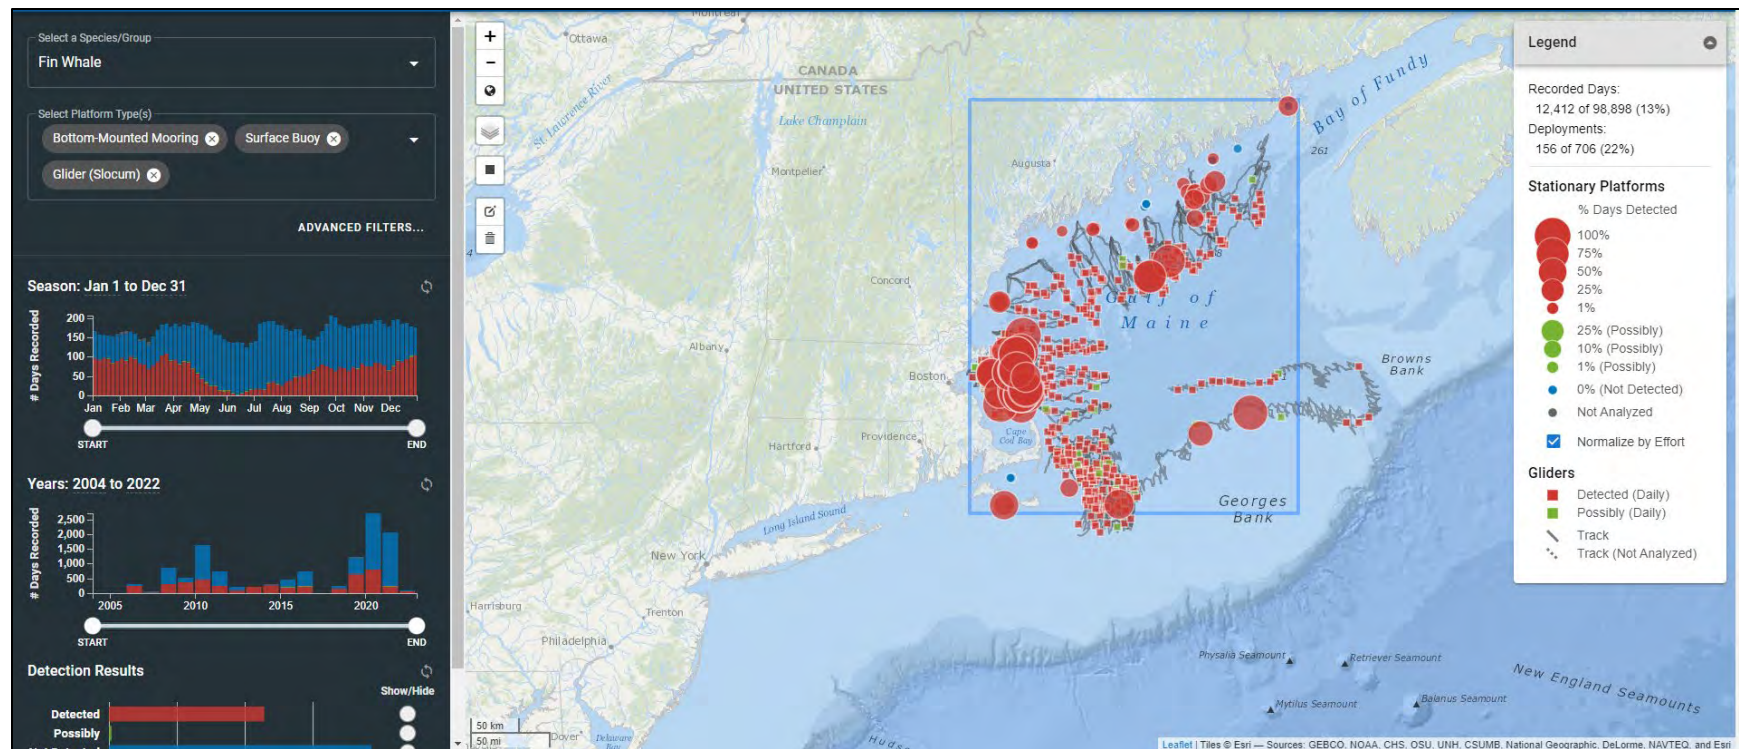 Select a Species/Group
Fin Whale
Select Platform Type(s)
Bottom-Mounted Mooring
Surface Buoy
Glider (Slocum)
ADVANCED FILTERS...
Season: Jan 1 to Dec 31
# Days Recorded
200
150
100
50
0
Jan Feb Mar Apr May Jun Jul Aug Sep Oct Nov Dec
START END
Years: 2004 to 2022
# Days Recorded
2,500
2,000
1,500
1,000
500
0
2005 2010 2015 2020
START END
Detection Results
Show/Hide
Detected
Possibly
+
−
Montreal
Ottawa
St. Lawrence River
CANADA
UNITED STATES
Lake Champlain
Montpelier
Augusta
Bay of Fundy
261
Concord
Gulf of
Maine
Albany
Boston
Browns
Bank
Cape
Cod Bay
Hartford
Providence
Georges
Bank
Long Island Sound
New York
Harrisburg
Trenton
Philadelphia
Dover
Delaware
Bay
Physalia Seamount
Retriever Seamount
Mytilus Seamount
Balanus Seamount
New England Seamounts
50 km
50 mi
Legend
Recorded Days:
12,412 of 98,898 (13%)
Deployments:
156 of 706 (22%)
Stationary Platforms
% Days Detected
100%
75%
50%
25%
1%
25% (Possibly)
10% (Possibly)
1% (Possibly)
0% (Not Detected)
Not Analyzed
Normalize by Effort
Gliders
Detected (Daily)
Possibly (Daily)
Track
Track (Not Analyzed)
Leaflet | Tiles © Esri — Sources: GEBCO, NOAA, CHS, OSU, UNH, CSUMB, National Geographic, DeLorme, NAVTEQ, and Esri